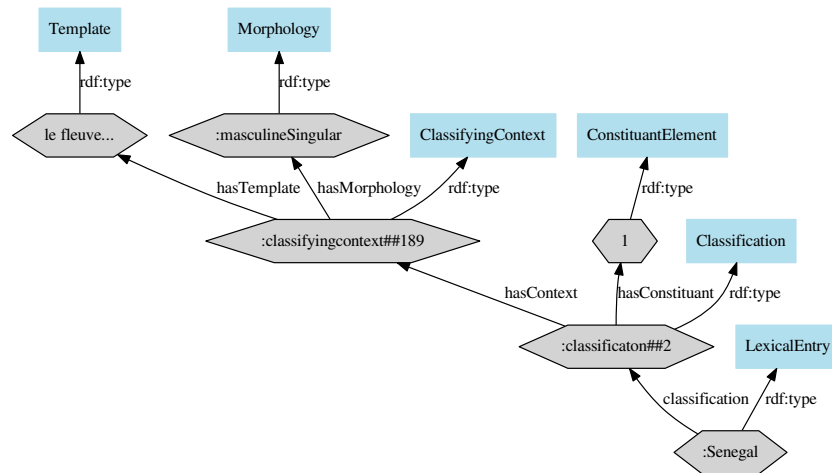 Template
Morphology
rdf:type
rdf:type
le fleuve...
:masculineSingular
ClassifyingContext
ConstituantElement
hasTemplate
hasMorphology
rdf:type
rdf:type
:classifyingcontext##189
1
Classification
hasContext
hasConstituant
rdf:type
:classificaton##2
LexicalEntry
classification
rdf:type
:Senegal